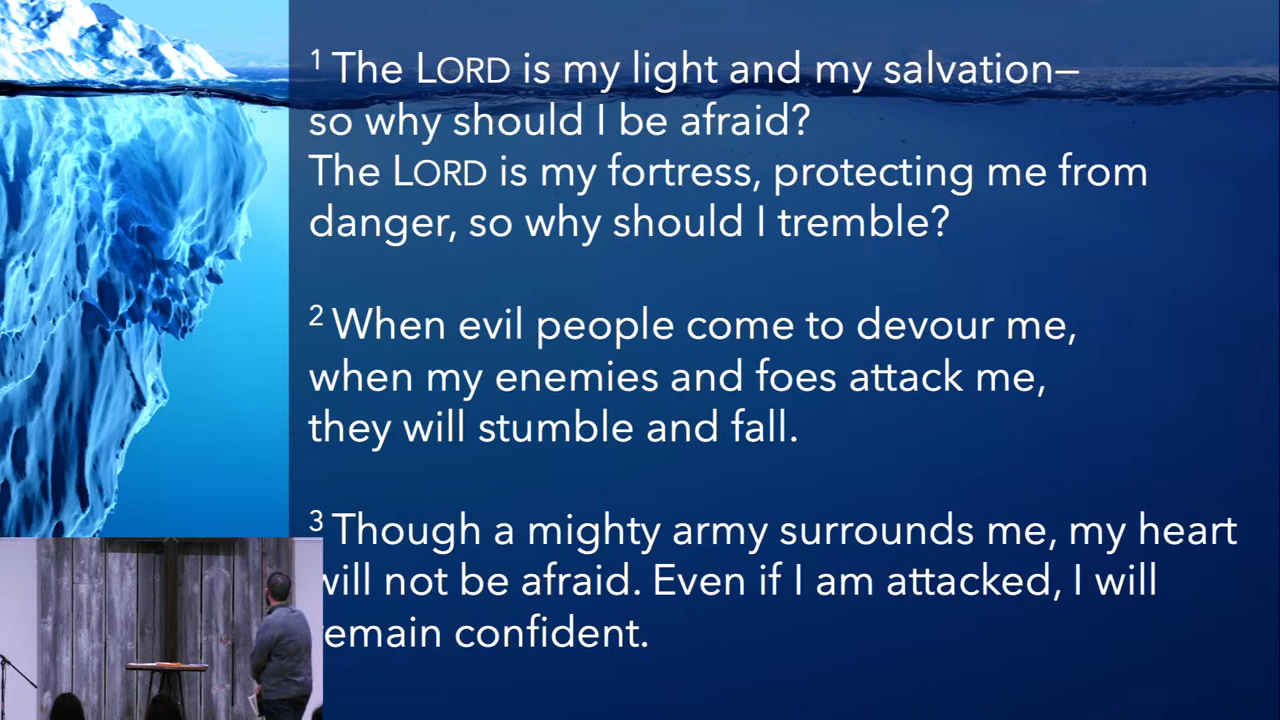 1 The LORD is my light and my salvation–
so why should I be afraid?
The LORD is my fortress, protecting me from
danger, so why should I tremble?
2 When evil people come to devour me,
when my enemies and foes attack me,
they will stumble and fall.
3 Though a mighty army surrounds me, my heart
will not be afraid. Even if I am attacked, I will
remain confident.